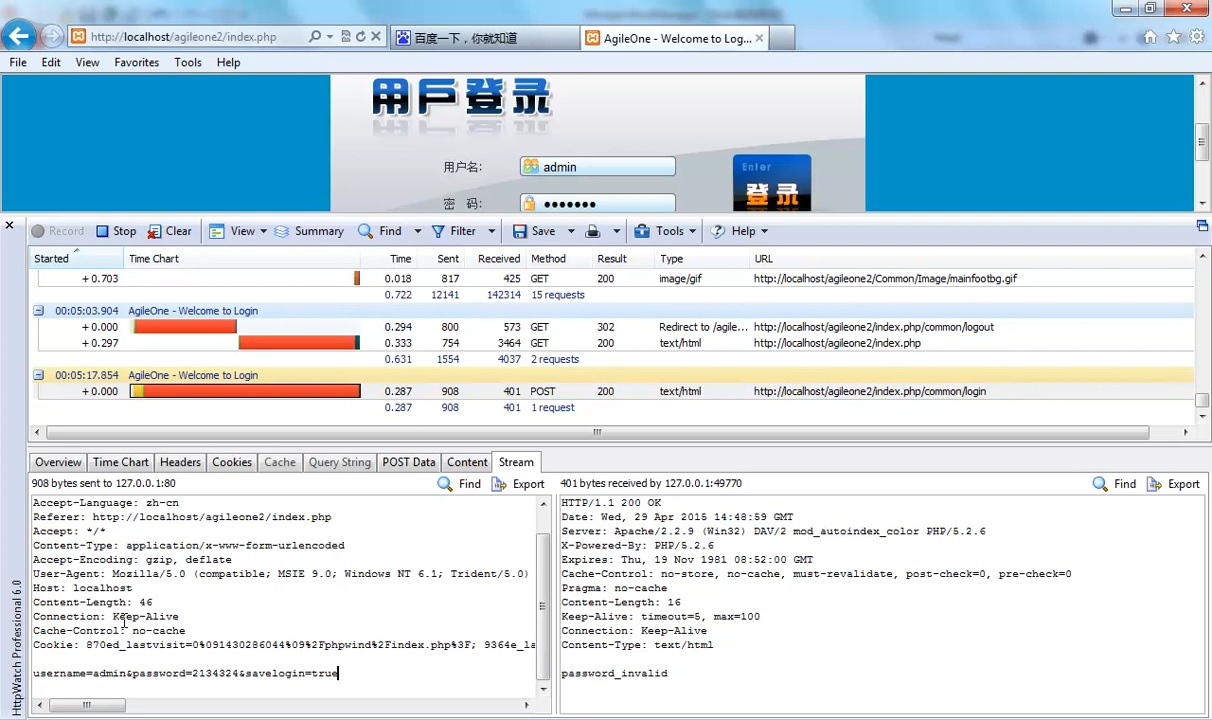 http://localhost/agileone2/index.php
百度一下，你就知道
AgileOne - Welcome to Log...
File Edit View Favorites Tools Help
用戶登录
用户名: admin
Enter
登录
密 码: •••••••
Record Stop Clear View Summary Find Filter Save Tools Help
Started Time Chart Time Sent Received Method Result Type URL
+ 0.703 0.018 817 425 GET 200 image/gif http://localhost/agileone2/Common/Image/mainfootbg.gif
0.722 12141 142314 15 requests
00:05:03.904 AgileOne - Welcome to Login
+ 0.000 0.294 800 573 GET 302 Redirect to /agile... http://localhost/agileone2/index.php/common/logout
+ 0.297 0.333 754 3464 GET 200 text/html http://localhost/agileone2/index.php
0.631 1554 4037 2 requests
00:05:17.854 AgileOne - Welcome to Login
+ 0.000 0.287 908 401 POST 200 text/html http://localhost/agileone2/index.php/common/login
0.287 908 401 1 request
Overview Time Chart Headers Cookies Cache Query String POST Data Content Stream
908 bytes sent to 127.0.0.1:80
Find Export
Accept-Language: zh-cn
Referer: http://localhost/agileone2/index.php
Accept: */*
Content-Type: application/x-www-form-urlencoded
Accept-Encoding: gzip, deflate
User-Agent: Mozilla/5.0 (compatible; MSIE 9.0; Windows NT 6.1; Trident/5.0)
Host: localhost
Content-Length: 46
Connection: Keep-Alive
Cache-Control: no-cache
Cookie: 870ed_lastvisit=0%091430286044%09%2Fphpwind%2Findex.php%3F; 9364e_la
username=admin&password=2134324&savelogin=true
401 bytes received by 127.0.0.1:49770
Find Export
HTTP/1.1 200 OK
Date: Wed, 29 Apr 2015 14:48:59 GMT
Server: Apache/2.2.9 (Win32) DAV/2 mod_autoindex_color PHP/5.2.6
X-Powered-By: PHP/5.2.6
Expires: Thu, 19 Nov 1981 08:52:00 GMT
Cache-Control: no-store, no-cache, must-revalidate, post-check=0, pre-check=0
Pragma: no-cache
Content-Length: 16
Keep-Alive: timeout=5, max=100
Connection: Keep-Alive
Content-Type: text/html
password_invalid
HttpWatch Professional 6.0